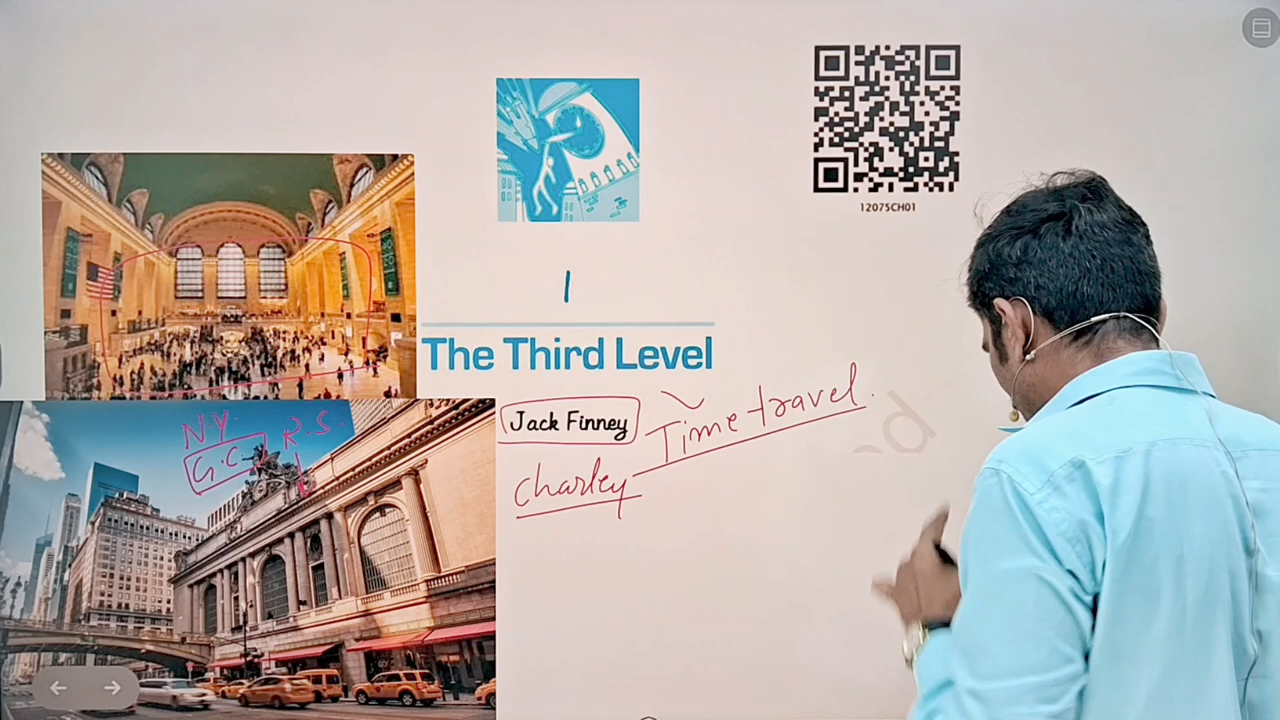 12075CH01
1
The Third Level
Jack Finney
Time travel.
Charley
N.Y.
G.C. R.S.